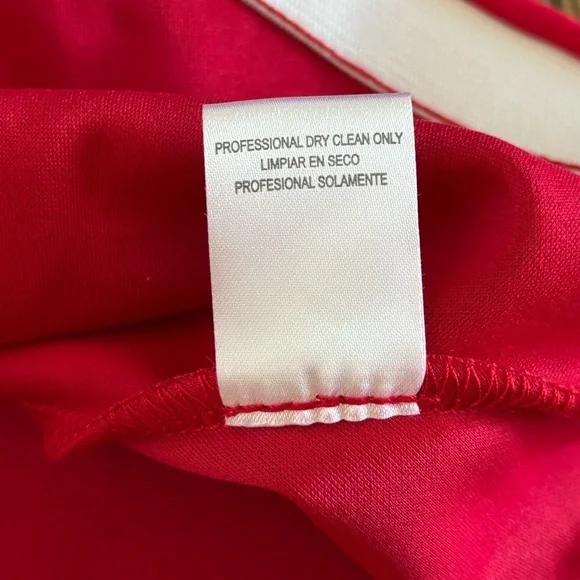 PROFESSIONAL DRY CLEAN ONLY
LIMPIAR EN SECO
PROFESIONAL SOLAMENTE